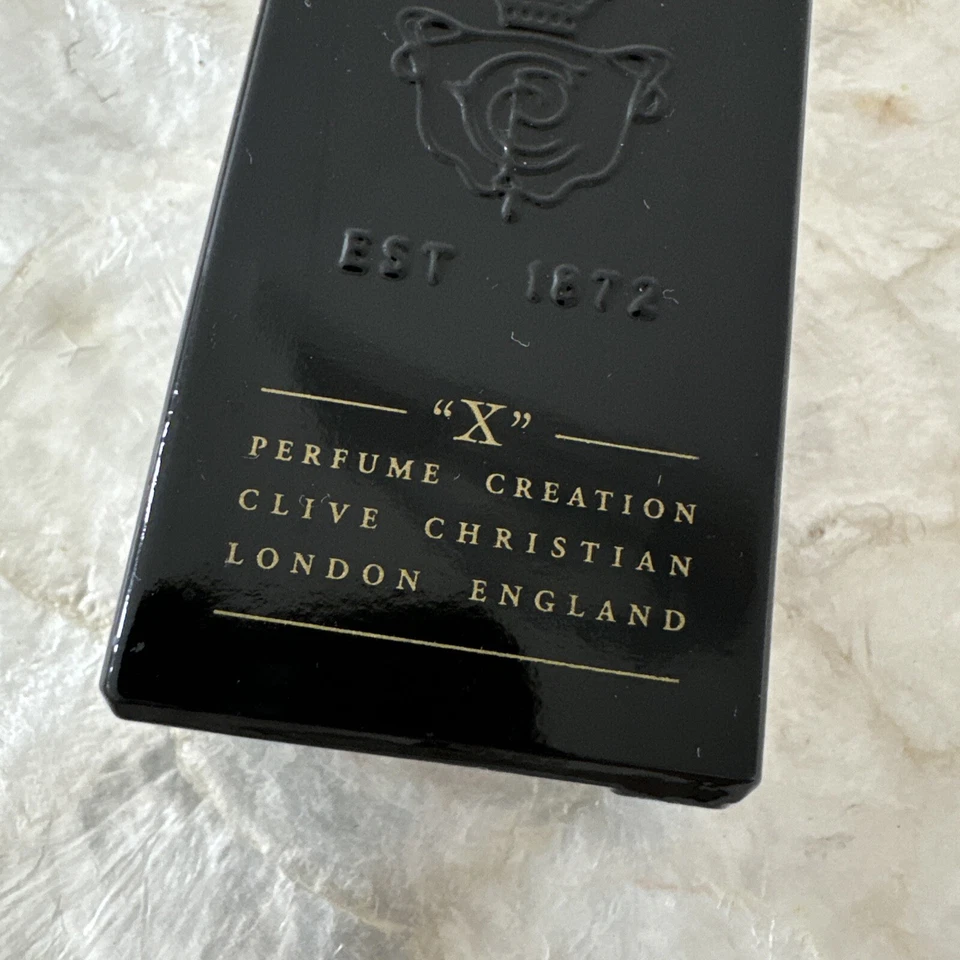 EST 1872
“X”
PERFUME CREATION
CLIVE CHRISTIAN
LONDON ENGLAND